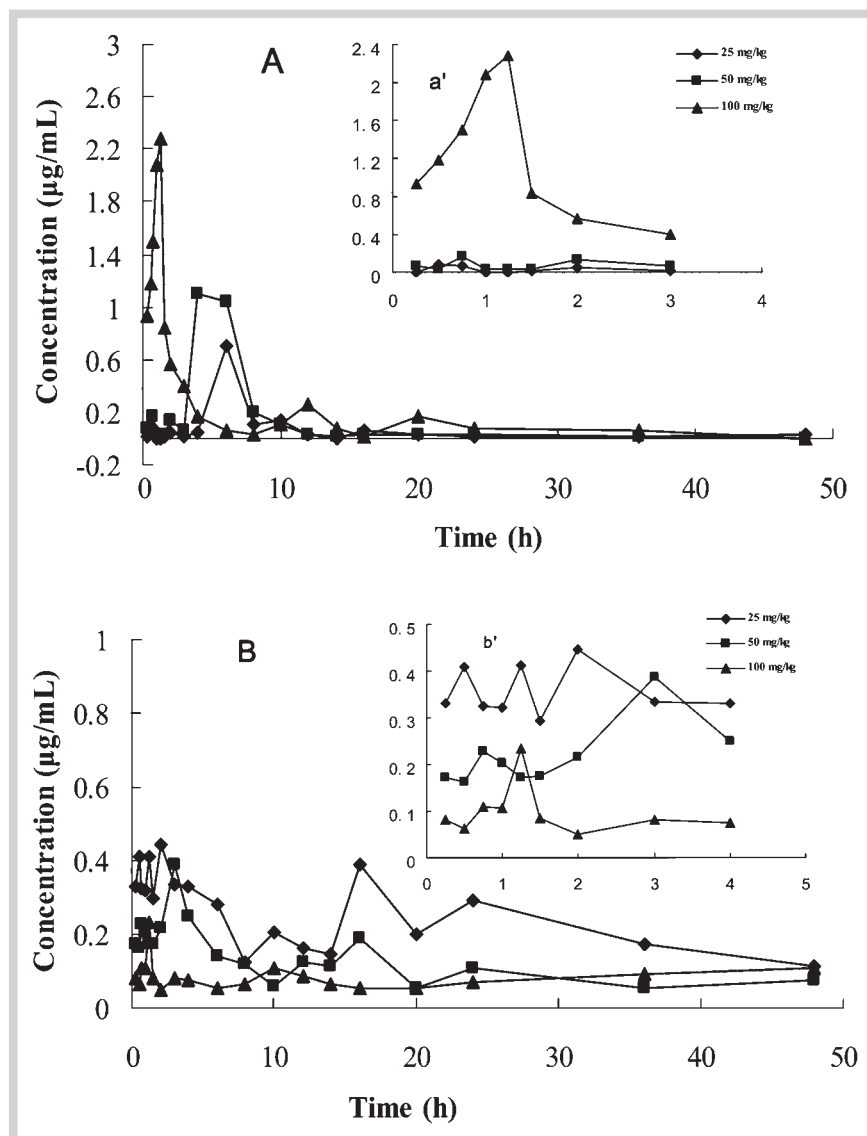 A
Concentration (µg/mL)
3
2.6
2.2
1.8
1.4
1
0.6
0.2
-0.2
0 10 20 30 40 50
Time (h)
a'
2.4
2
1.6
1.2
0.8
0.4
0
0 1 2 3 4
25 mg/kg
50 mg/kg
100 mg/kg
B
Concentration (µg/mL)
1
0.8
0.6
0.4
0.2
0
0 10 20 30 40 50
Time (h)
b'
0.5
0.4
0.3
0.2
0.1
0
0 1 2 3 4 5
25 mg/kg
50 mg/kg
100 mg/kg